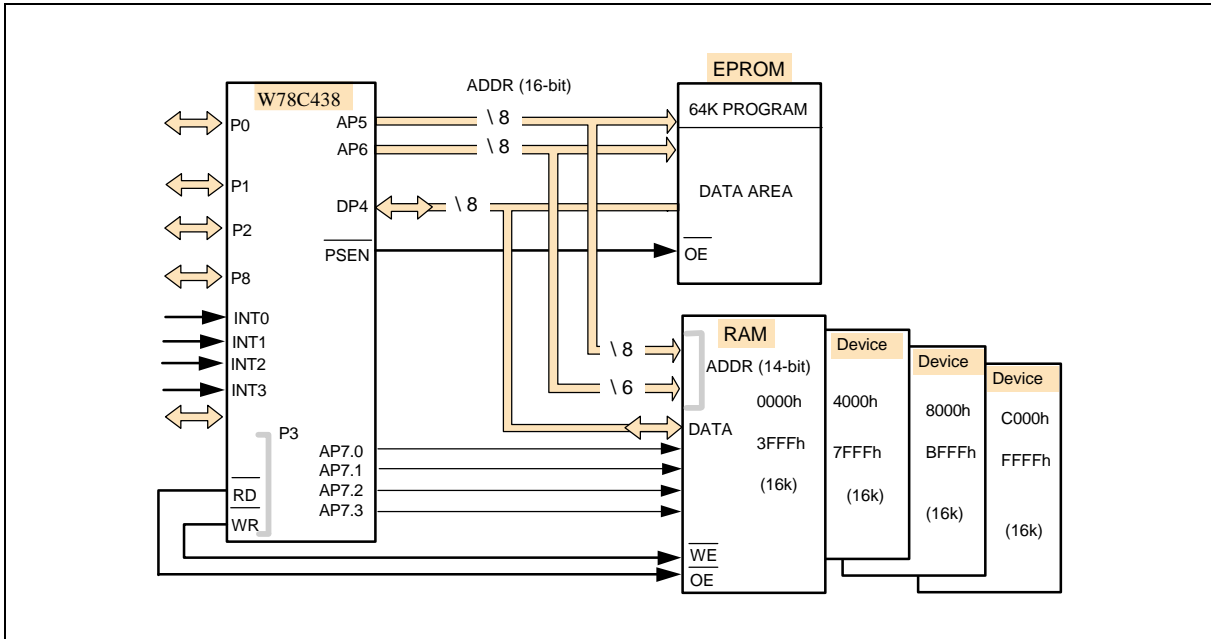 EPROM
ADDR (16-bit)
W78C438
64K PROGRAM
P0
AP5
\ 8
AP6
\ 8
P1
DATA AREA
DP4
\ 8
P2
PSEN
OE
P8
INT0
INT1
INT2
INT3
RAM
Device
Device
Device
\ 8
ADDR (14-bit)
\ 6
0000h
4000h
8000h
C000h
DATA
P3
3FFFh
7FFFh
BFFFh
FFFFh
AP7.0
AP7.1
AP7.2
AP7.3
(16k)
(16k)
(16k)
(16k)
RD
WR
WE
OE